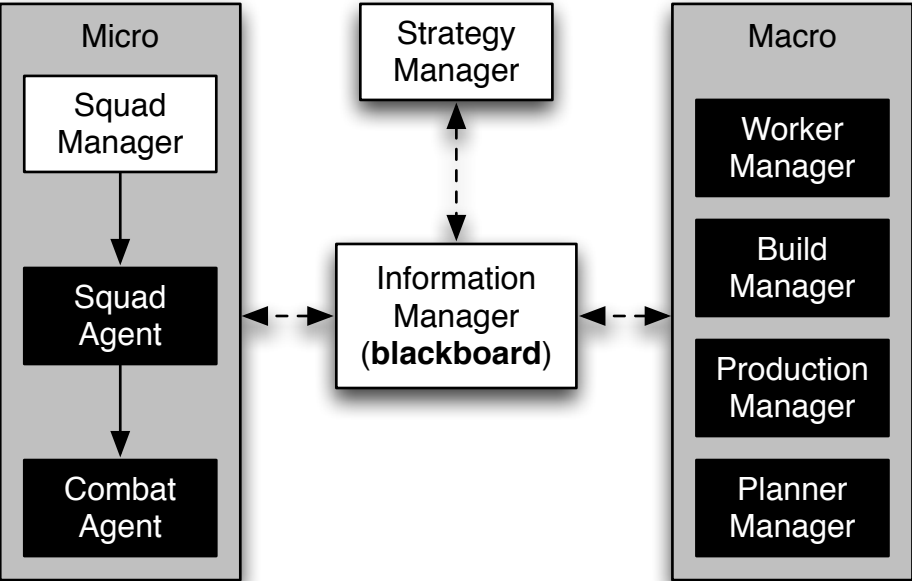 Micro
Squad
Manager
Squad
Agent
Combat
Agent
Strategy
Manager
Information
Manager
(blackboard)
Macro
Worker
Manager
Build
Manager
Production
Manager
Planner
Manager